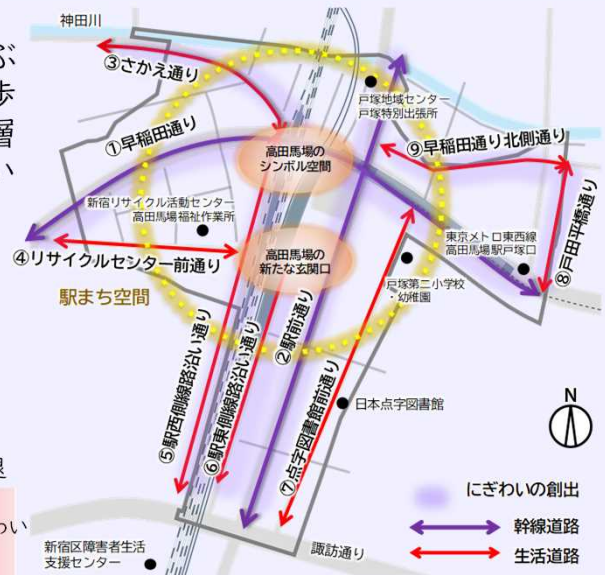 神田川
ぶ
歩
層
い
③さかえ通り
戸塚地域センター
戸塚特別出張所
①早稲田通り
高田馬場の
シンボル空間
⑨早稲田通り北側通り
新宿リサイクル活動センター
高田馬場福祉作業所
東京メトロ東西線
高田馬場駅戸塚口
④リサイクルセンター前通り
高田馬場の
新たな玄関口
戸塚第二小学校
・幼稚園
⑧戸田平橋通り
駅まち空間
②駅前通り
⑤駅西側線路沿い通り
⑥駅東側線路沿い通り
⑦点字図書館前通り
日本点字図書館
N
にぎわいの創出
わい
幹線道路
生活道路
新宿区障害者生活
支援センター
諏訪通り